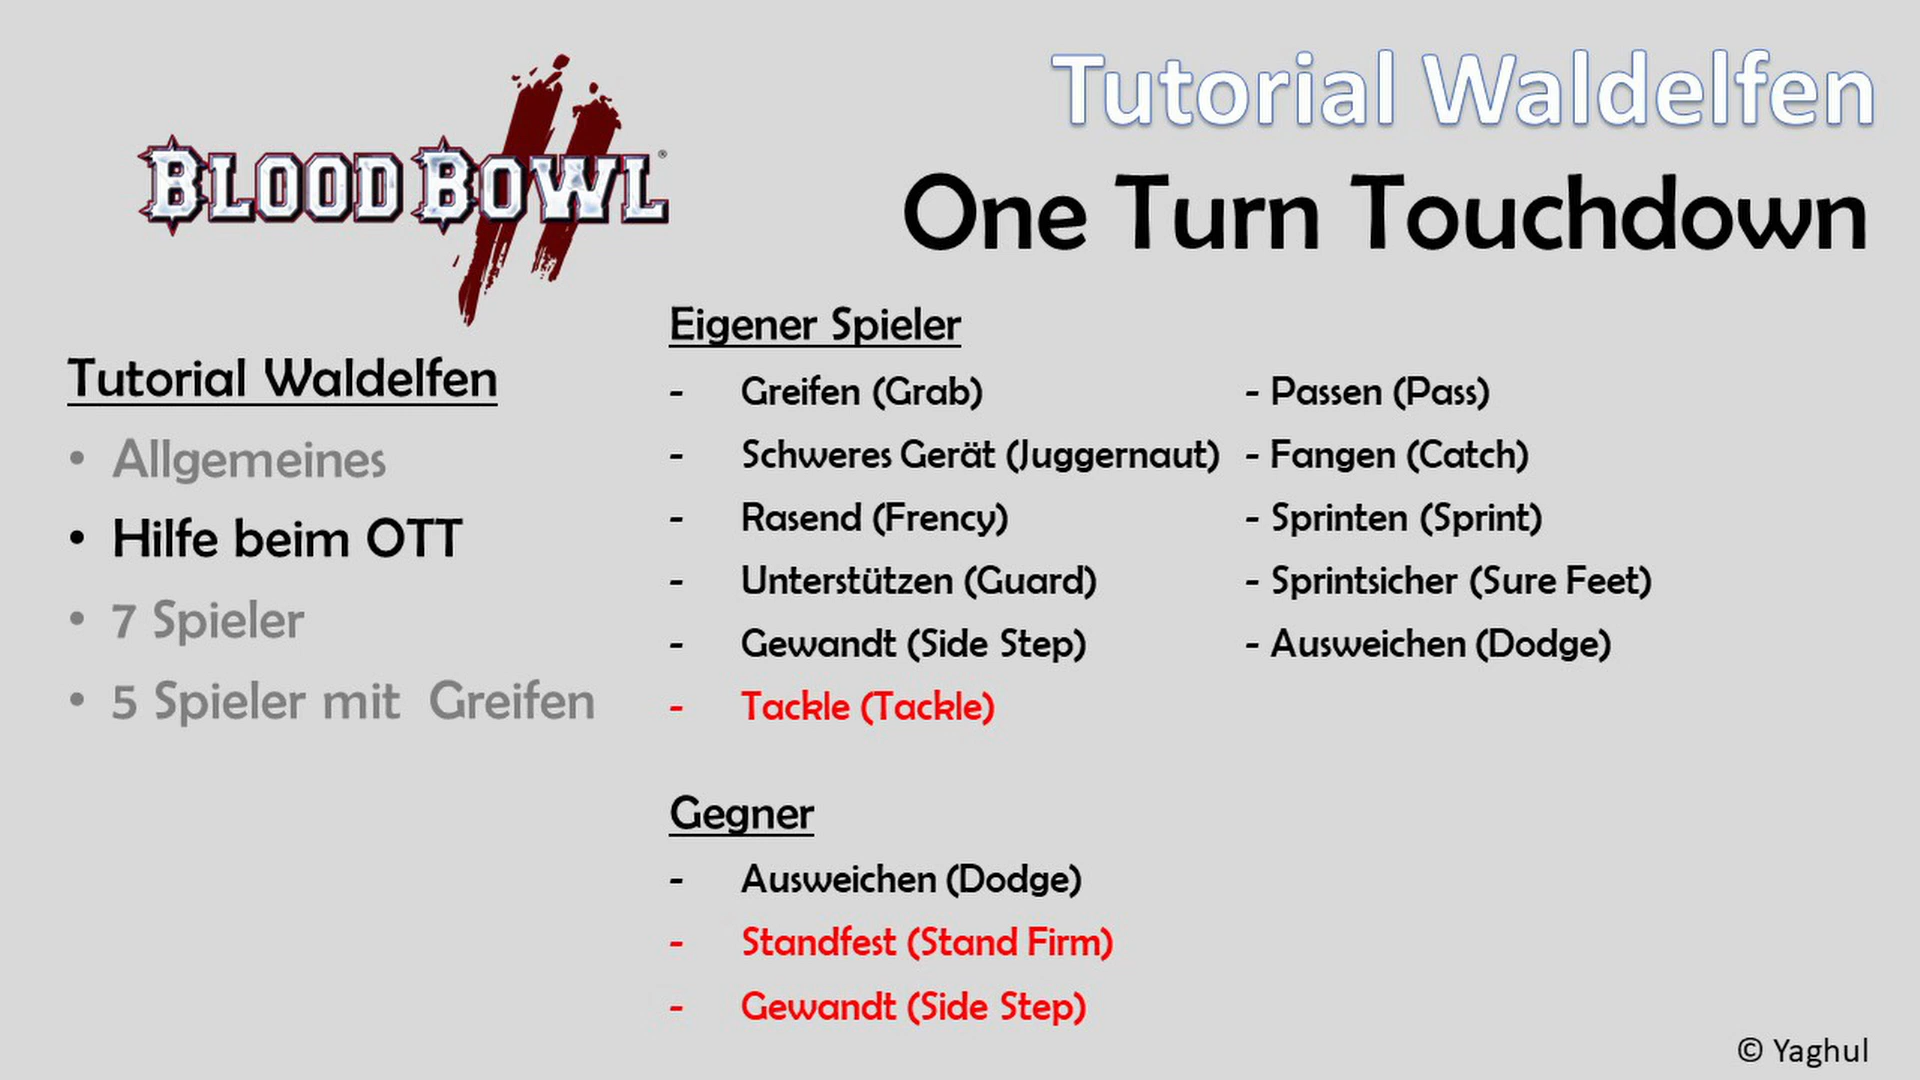 Tutorial Waldelfen
One Turn Touchdown
BLOOD BOWL®
Tutorial Waldelfen
• Allgemeines
• Hilfe beim OTT
• 7 Spieler
• 5 Spieler mit Greifen
Eigener Spieler
- Greifen (Grab)
- Schweres Gerät (Juggernaut)
- Rasend (Frency)
- Unterstützen (Guard)
- Gewandt (Side Step)
- Tackle (Tackle)
- Passen (Pass)
- Fangen (Catch)
- Sprinten (Sprint)
- Sprintsicher (Sure Feet)
- Ausweichen (Dodge)
Gegner
- Ausweichen (Dodge)
- Standfest (Stand Firm)
- Gewandt (Side Step)
© Yaghul